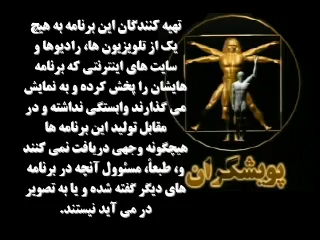 تهیه کنندگان این برنامه به هیچ
یک از تلویزیون ها، رادیوها و
سایت های اینترنتی که برنامه
هایشان را پخش کرده و به نمایش
می گذارند وابستگی نداشته و در
مقابل تولید این برنامه ها
هیچگونه وجهی دریافت نمی کنند
و، طبعاً، مسئوول آنچه در برنامه
های دیگر گفته شده و یا به تصویر
در می آید نیستند.
پویشگران